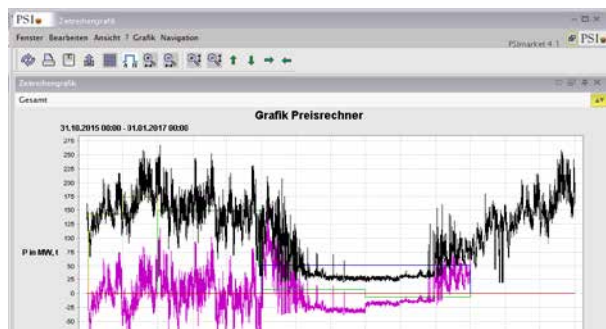 PSI Zeitreihengrafik
Fenster Bearbeiten Ansicht ? Grafik Navigation
PSImarket 4.1 PSI
Zeitreihengrafik
Gesamt
Grafik Preisrechner
31.10.2015 00:00 - 31.01.2017 00:00
275
250
225
200
175
150
125
100
75
P in MW, t
50
25
0
-25
-50